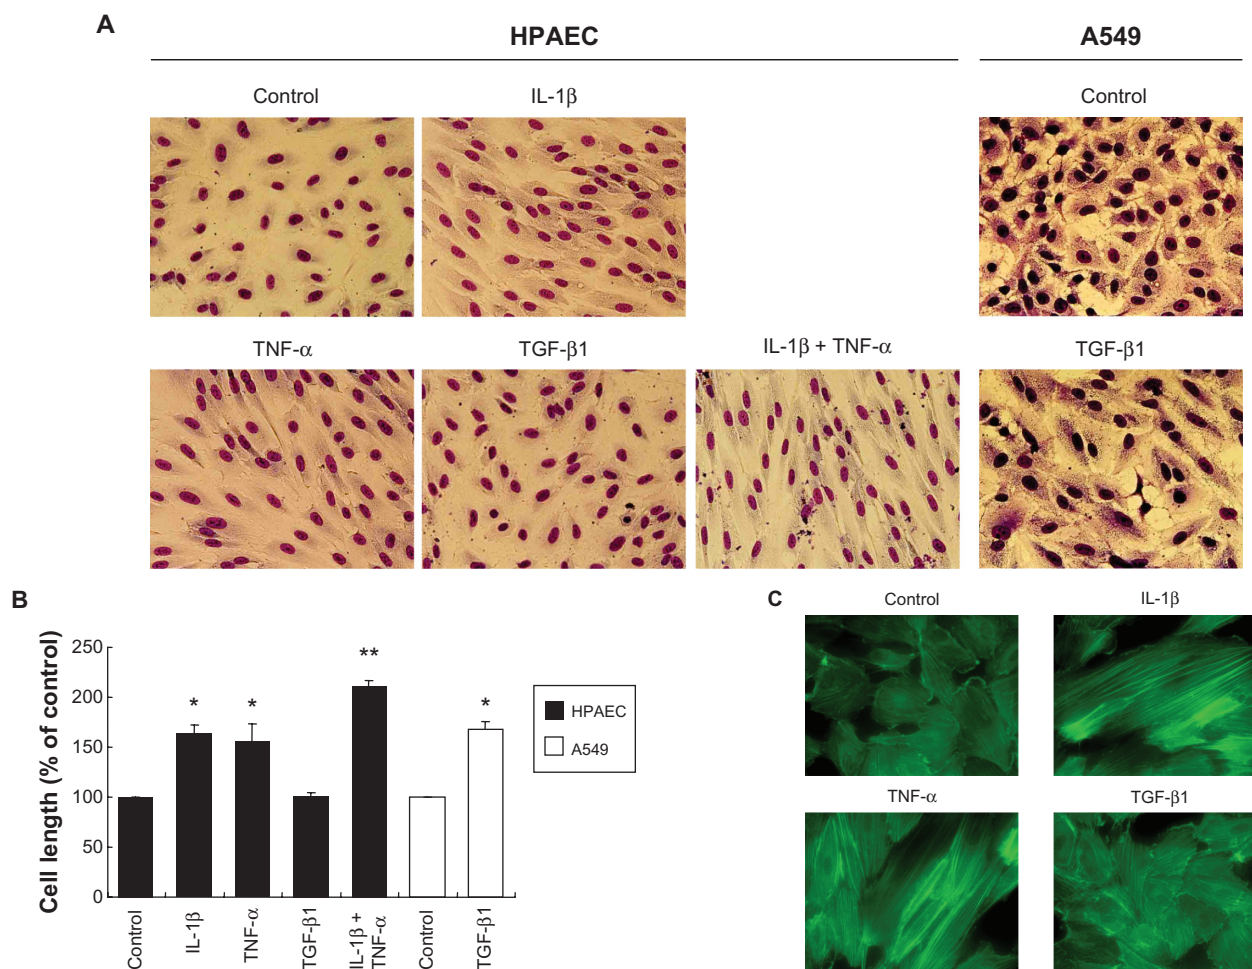 A
HPAEC
A549
Control
IL-1β
Control
TNF-α
TGF-β1
IL-1β + TNF-α
TGF-β1
B
Cell length (% of control)
250
200
150
100
50
0
*
*
**
*
Control
IL-1β
TNF-α
TGF-β1
IL-1β +
TNF-α
Control
TGF-β1
HPAEC
A549
C
Control
IL-1β
TNF-α
TGF-β1